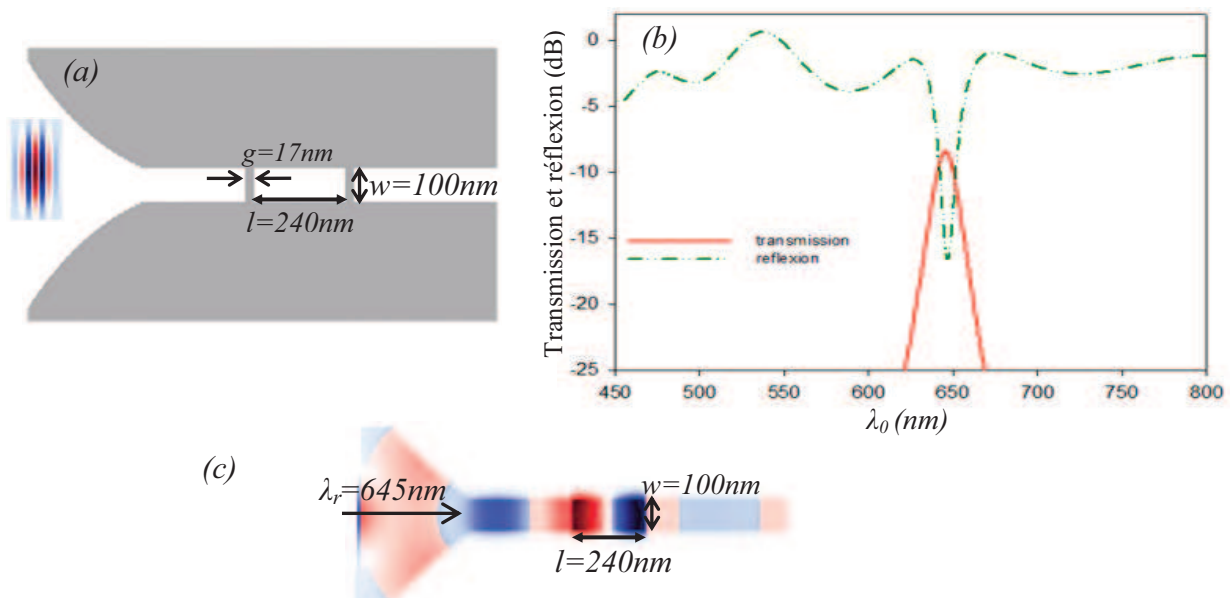 (a)
g=17nm
w=100nm
l=240nm
(b)
Transmission et réflexion (dB)
0
-5
-10
-15
-20
-25
transmission
reflexion
450
500
550
600
650
700
750
800
λ0 (nm)
(c)
λr=645nm
w=100nm
l=240nm